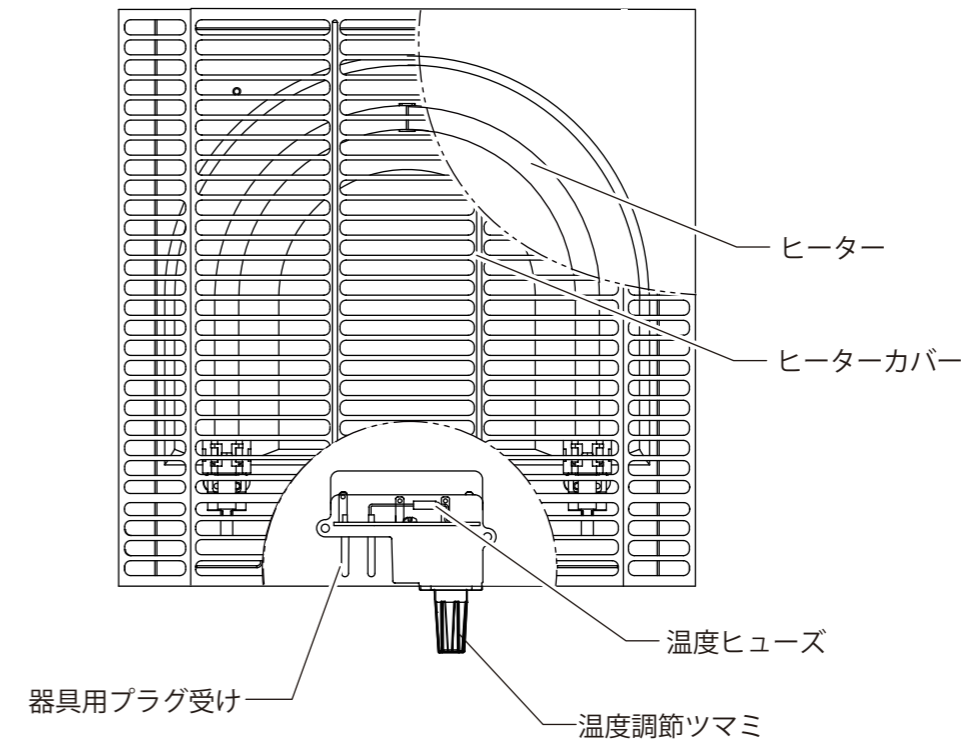 ヒーター
ヒーターカバー
温度ヒューズ
器具用プラグ受け
温度調節ツマミ